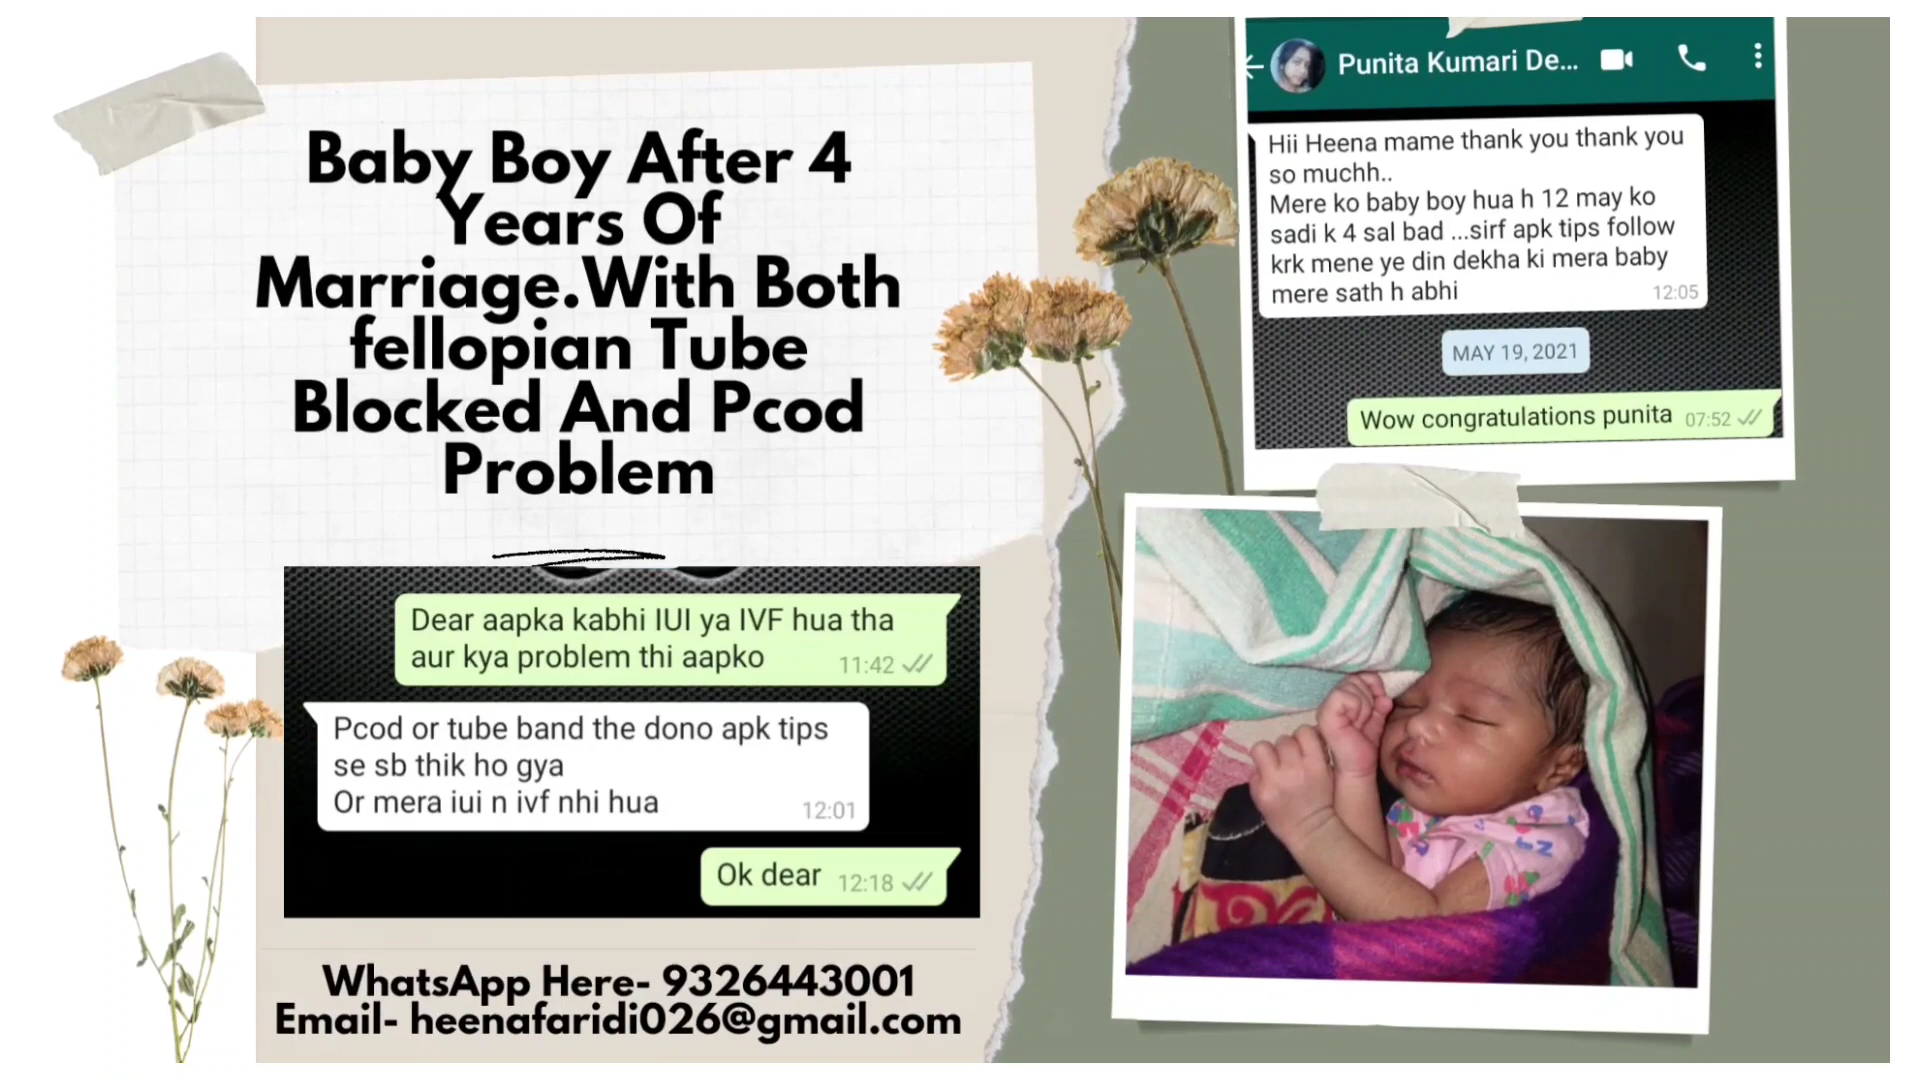 Baby Boy After 4
Years Of
Marriage.With Both
fellopian Tube
Blocked And Pcod
Problem
Dear aapka kabhi IUI ya IVF hua tha
aur kya problem thi aapko 11:42
Pcod or tube band the dono apk tips
se sb thik ho gya
Or mera iui n ivf nhi hua 12:01
Ok dear 12:18
WhatsApp Here- 9326443001
Email- heenafaridi026@gmail.com
Punita Kumari De...
Hii Heena mame thank you thank you
so muchh..
Mere ko baby boy hua h 12 may ko
sadi k 4 sal bad ...sirf apk tips follow
krk mene ye din dekha ki mera baby
mere sath h abhi 12:05
MAY 19, 2021
Wow congratulations punita 07:52